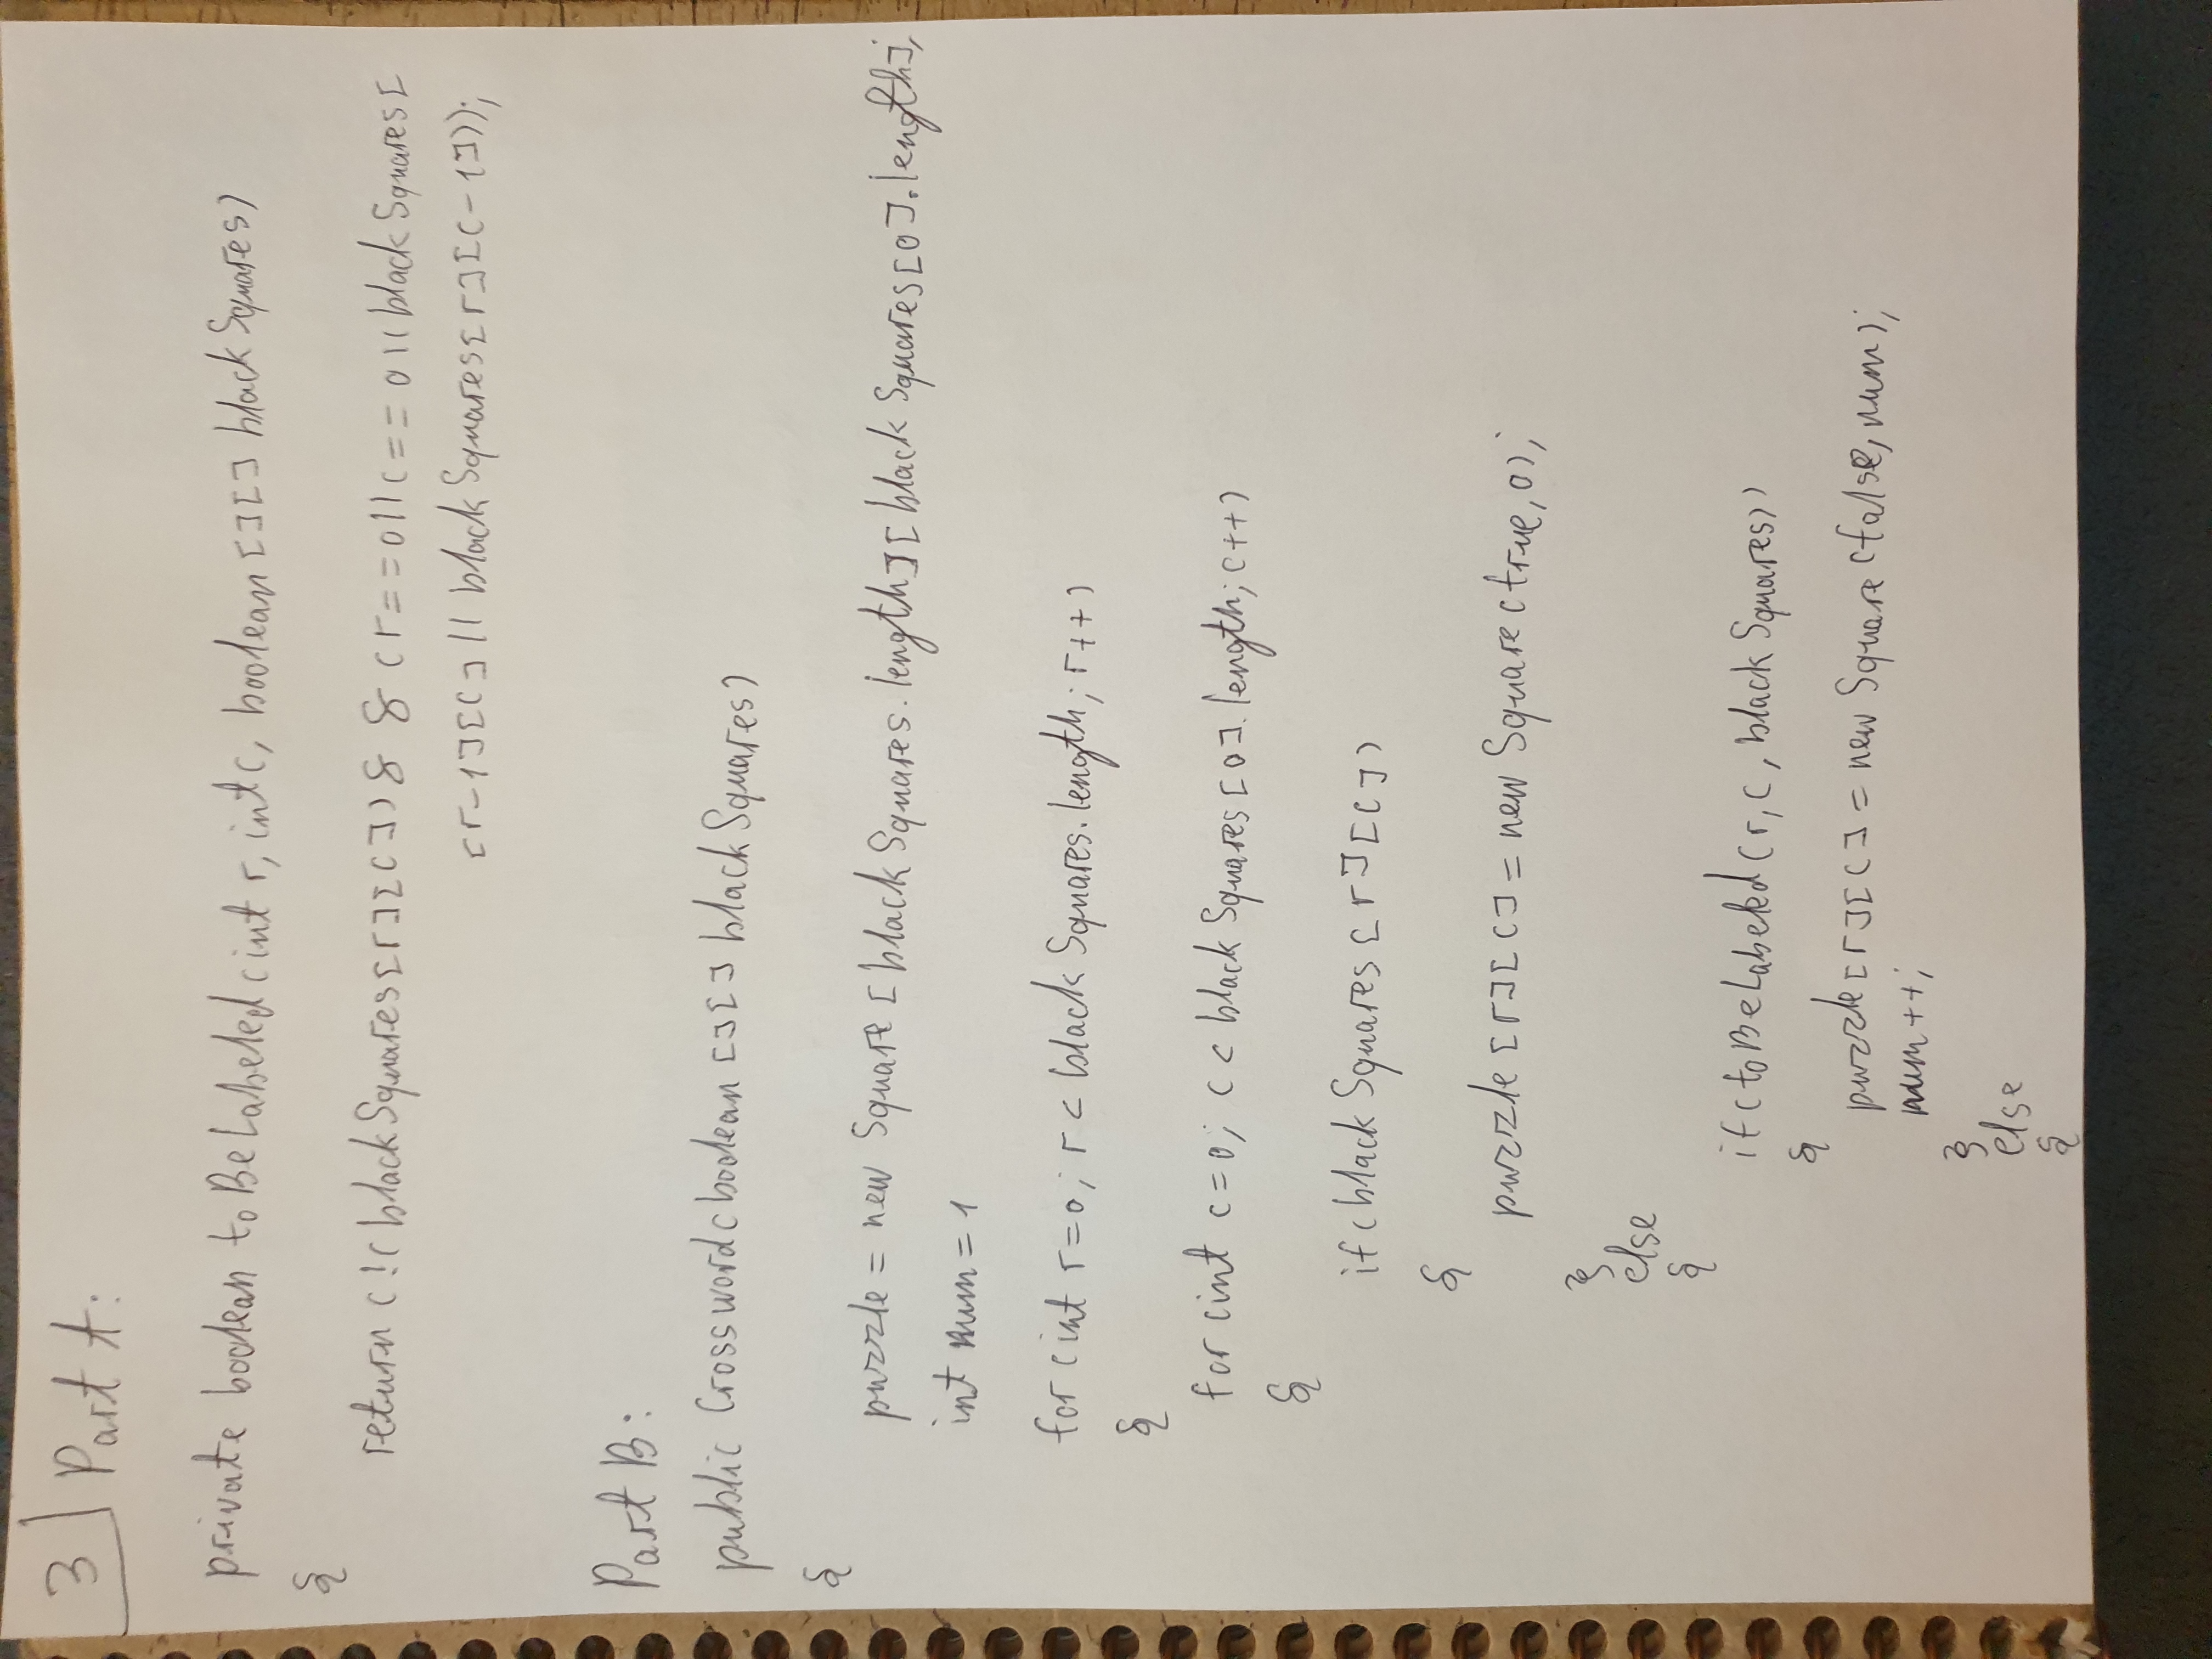 3 Part A:
private boolean toBeLabeled(int r, int c, boolean[][] blackSquares)
{
return (!(blackSquares[r][c]) && (r==0||c==0||blackSquares[
[r-1][c] || blackSquares[r][c-1]));
Part B:
public Crossword(boolean[][] blackSquares)
{
puzzle = new Square[blackSquares.length][blackSquares[0].length];
int num = 1
for (int r=0; r < blackSquares.length; r++)
{
for (int c=0; c < blackSquares[0].length; c++)
{
if (blackSquares[r][c])
{
puzzle[r][c] = new Square(true, 0);
}
else
{
if (toBeLabeled(r, c, blackSquares))
{
puzzle[r][c] = new Square(false, num);
num++;
}
else
{